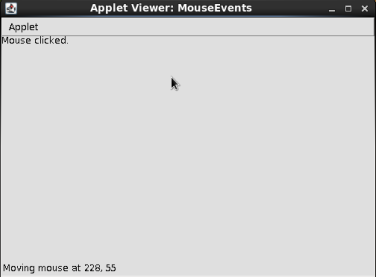 Applet Viewer: MouseEvents
Applet
Mouse clicked.
Moving mouse at 228, 55